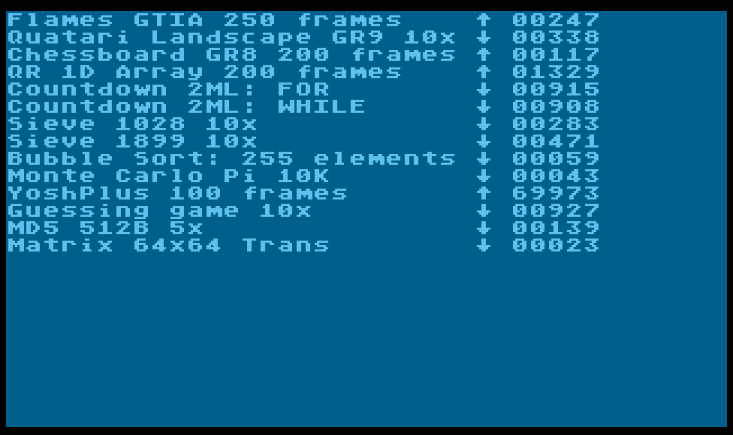 Flames GTIA 250 frames ↑ 00247
Quatari Landscape GR9 10x ↓ 00338
Chessboard GR8 200 frames ↑ 00117
QR 1D Array 200 frames ↑ 01329
Countdown 2ML: FOR ↓ 00915
Countdown 2ML: WHILE ↓ 00908
Sieve 1028 10x ↓ 00283
Sieve 1899 10x ↓ 00471
Bubble Sort: 255 elements ↓ 00059
Monte Carlo Pi 10K ↓ 00043
YoshPlus 100 frames ↑ 69973
Guessing game 10x ↓ 00927
MD5 512B 5x ↓ 00139
Matrix 64x64 Trans ↓ 00023